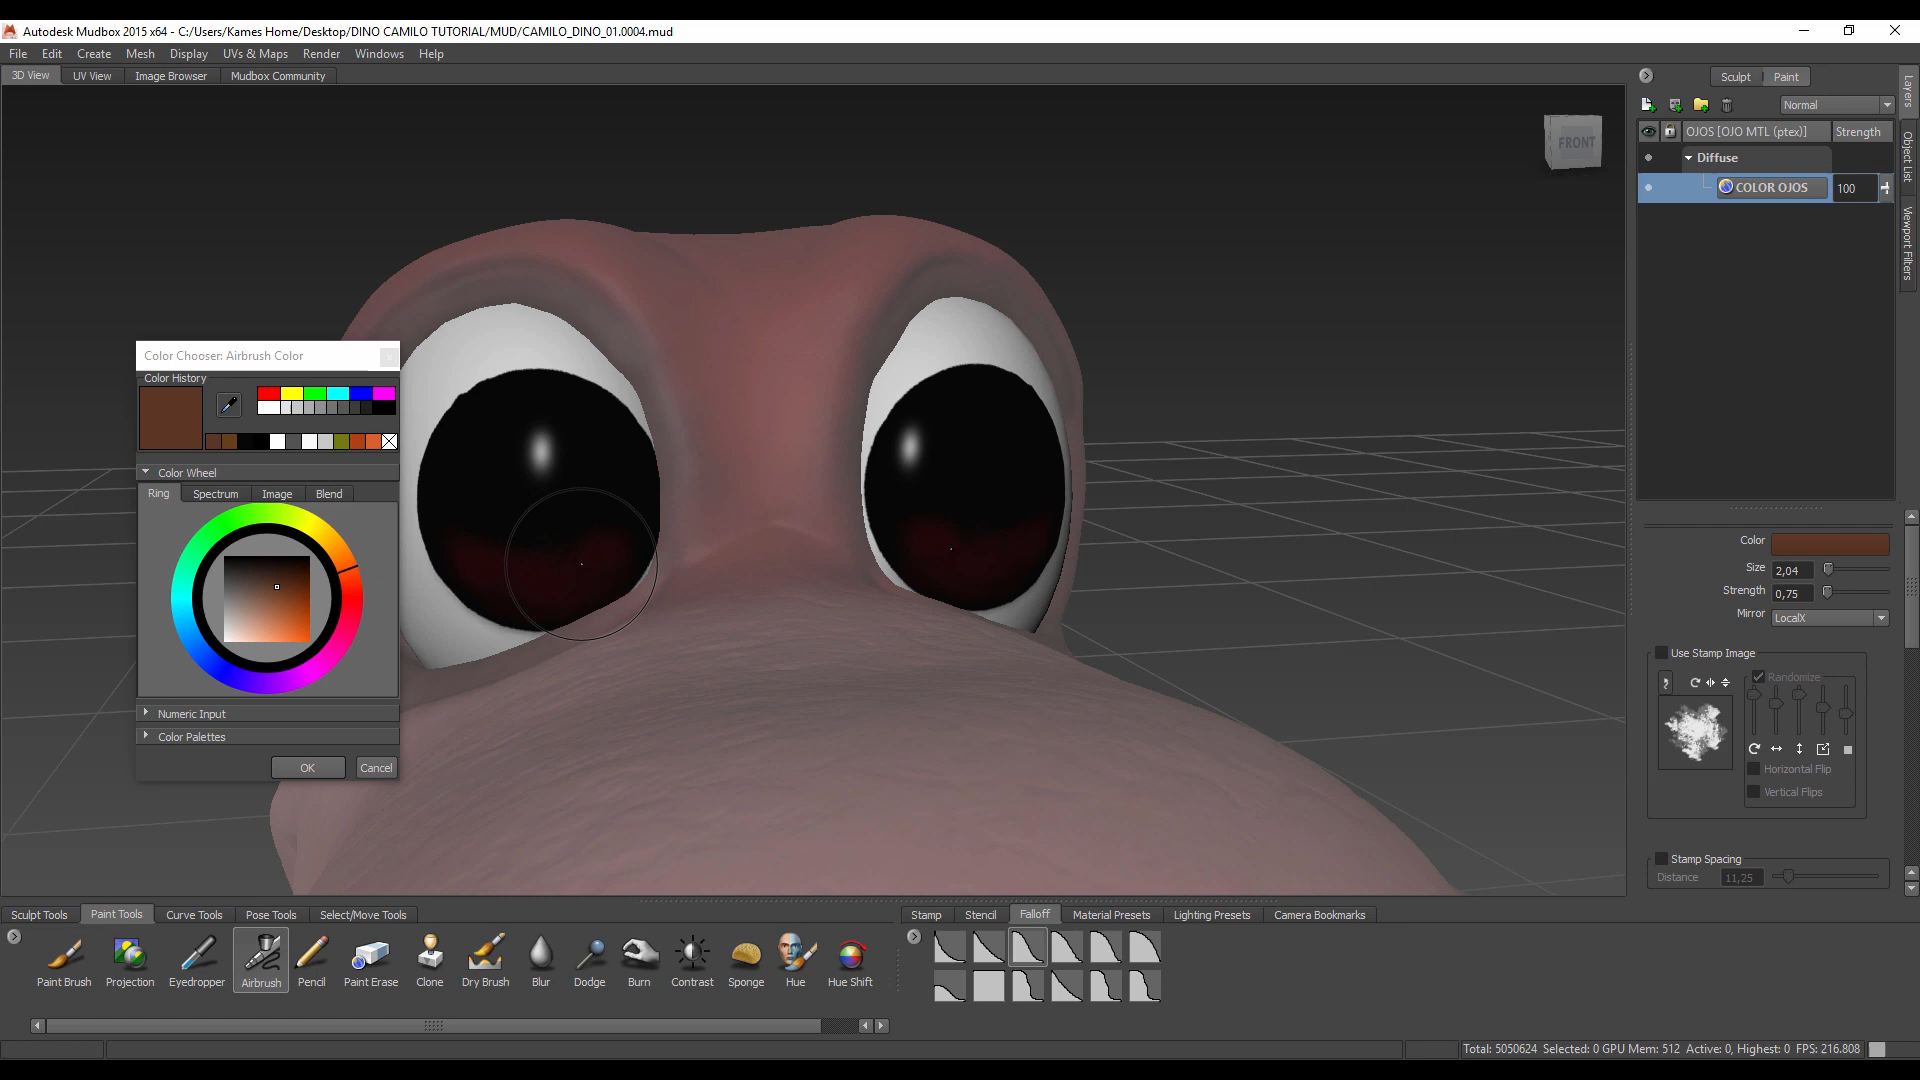 Autodesk Mudbox 2015 x64 - C:/Users/Kames Home/Desktop/DINO CAMILO TUTORIAL/MUD/CAMILO_DINO_01.0004.mud
File Edit Create Mesh Display UVs & Maps Render Windows Help
3D View UV View Image Browser Mudbox Community
Sculpt Paint
Normal
OJOS [OJO MTL (ptex)] Strength
Diffuse
COLOR OJOS 100
Layers
Object List
Viewport Filters
FRONT
Color Chooser: Airbrush Color
Color History
Color Wheel
Ring Spectrum Image Blend
Numeric Input
Color Palettes
OK Cancel
Color
Size 2,04
Strength 0,75
Mirror LocalX
Use Stamp Image
Randomize
Horizontal Flip
Vertical Flips
Stamp Spacing
Distance 11,25
Sculpt Tools Paint Tools Curve Tools Pose Tools Select/Move Tools
Paint Brush Projection Eyedropper Airbrush Pencil Paint Erase Clone Dry Brush Blur Dodge Burn Contrast Sponge Hue Hue Shift
Stamp Stencil Falloff Material Presets Lighting Presets Camera Bookmarks
Total: 5050624 Selected: 0 GPU Mem: 512 Active: 0, Highest: 0 FPS: 216.808